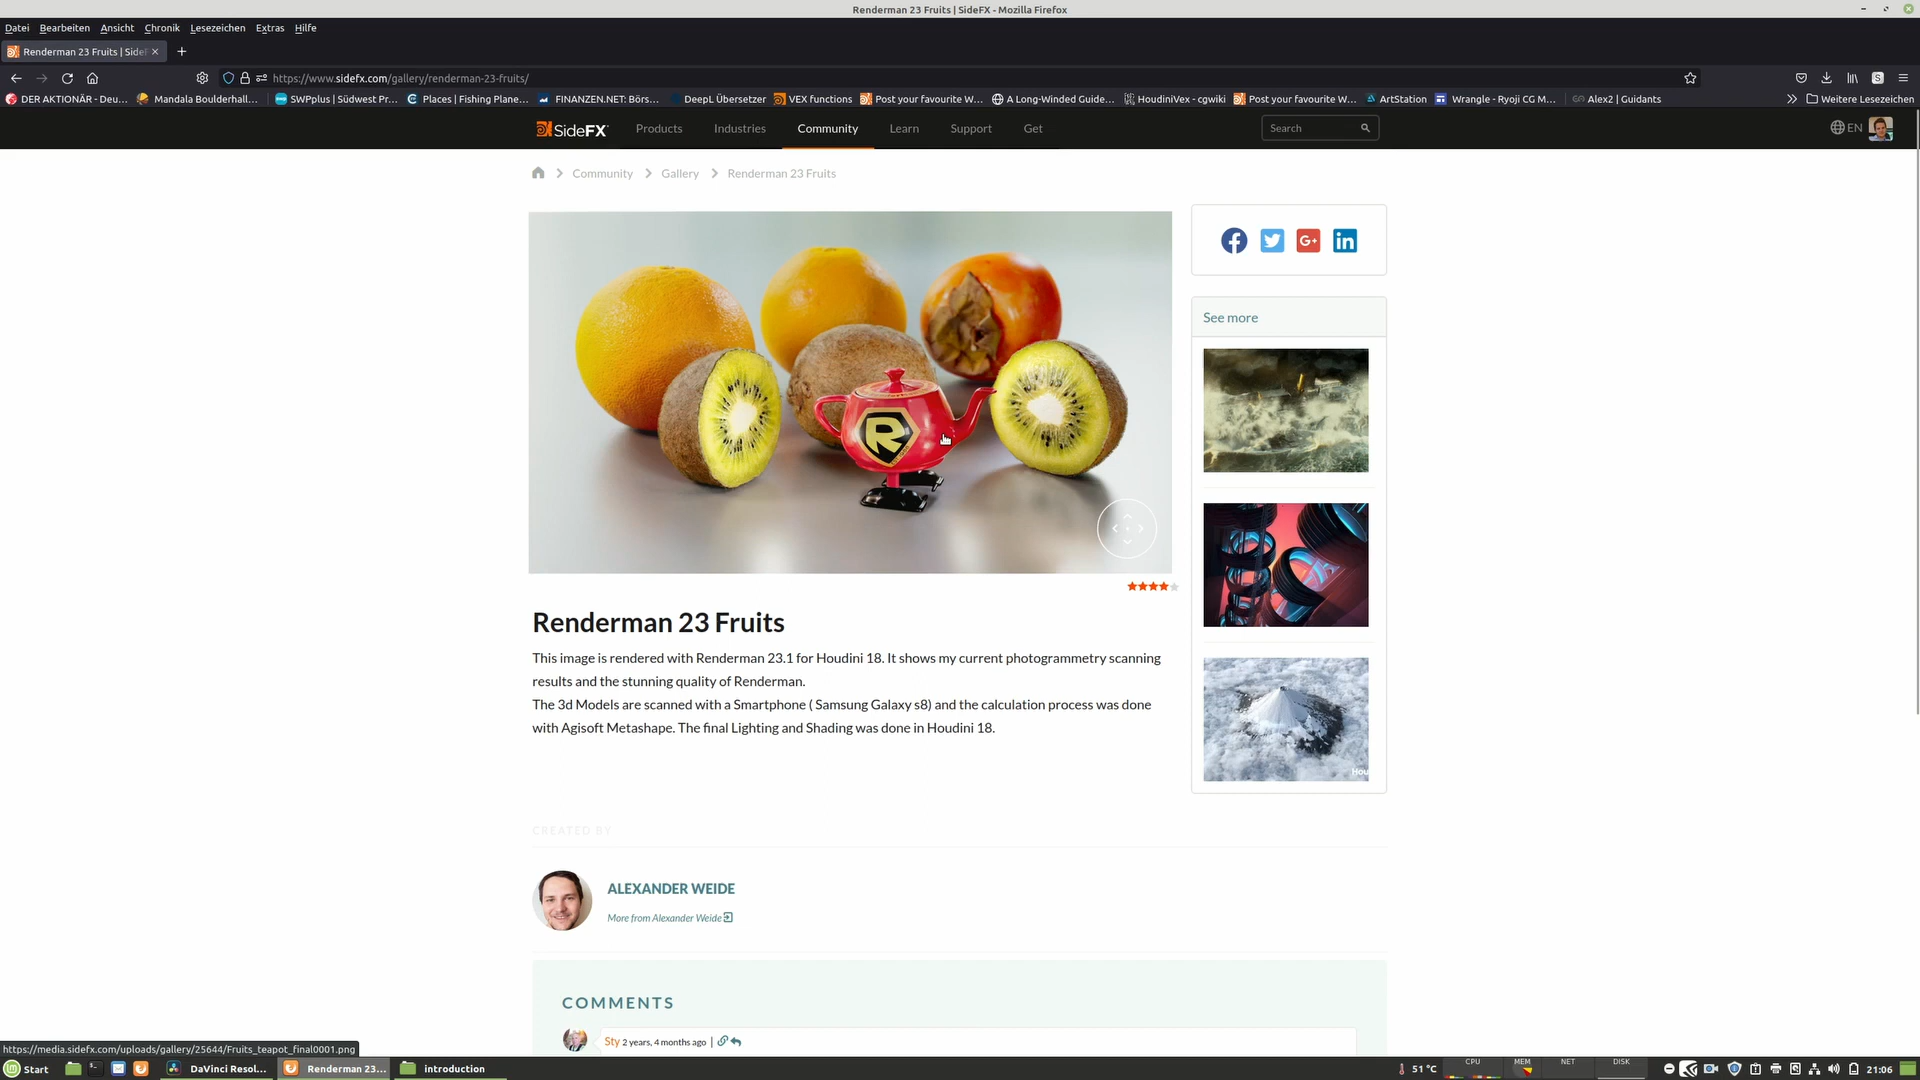 Renderman 23 Fruits | SideFX - Mozilla Firefox
Datei Bearbeiten Ansicht Chronik Lesezeichen Extras Hilfe
Renderman 23 Fruits | Side
https://www.sidefx.com/gallery/renderman-23-fruits/
DER AKTIONÄR - Deu... Mandala Boulderhall... SWPplus | Südwest Pr... Places | Fishing Plane... FINANZEN.NET: Börs... DeepL Übersetzer VEX functions Post your favourite W... A Long-Winded Guide... HoudiniVex - cgwiki Post your favourite W... ArtStation Wrangle - Ryoji CG M... Alex2 | Guidants Weitere Lesezeichen
SideFX Products Industries Community Learn Support Get Search EN
Community Gallery Renderman 23 Fruits
R
G+
in
See more
Hou
Renderman 23 Fruits
This image is rendered with Renderman 23.1 for Houdini 18. It shows my current photogrammetry scanning
results and the stunning quality of Renderman.
The 3d Models are scanned with a Smartphone ( Samsung Galaxy s8) and the calculation process was done
with Agisoft Metashape. The final Lighting and Shading was done in Houdini 18.
CREATED BY
ALEXANDER WEIDE
More from Alexander Weide
COMMENTS
Sty 2 years, 4 months ago |
https://media.sidefx.com/uploads/gallery/25644/Fruits_teapot_final0001.png
Start DaVinci Resol... Renderman 23... introduction 51 °C CPU MEM NET DISK 21:06